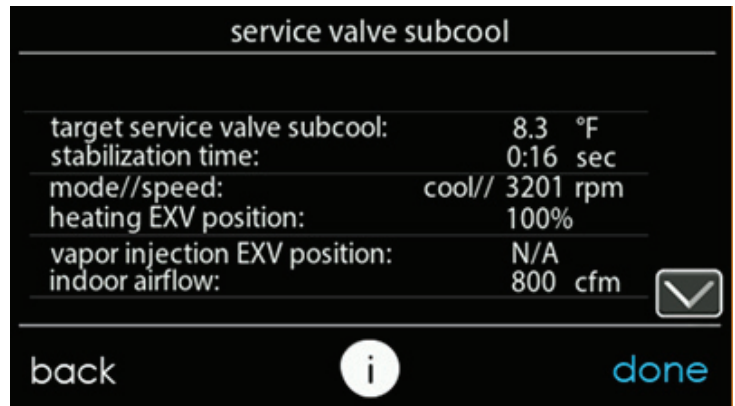 service valve subcool
target service valve subcool: 8.3 °F
stabilization time: 0:16 sec
mode//speed: cool// 3201 rpm
heating EXV position: 100%
vapor injection EXV position: N/A
indoor airflow: 800 cfm
back i done